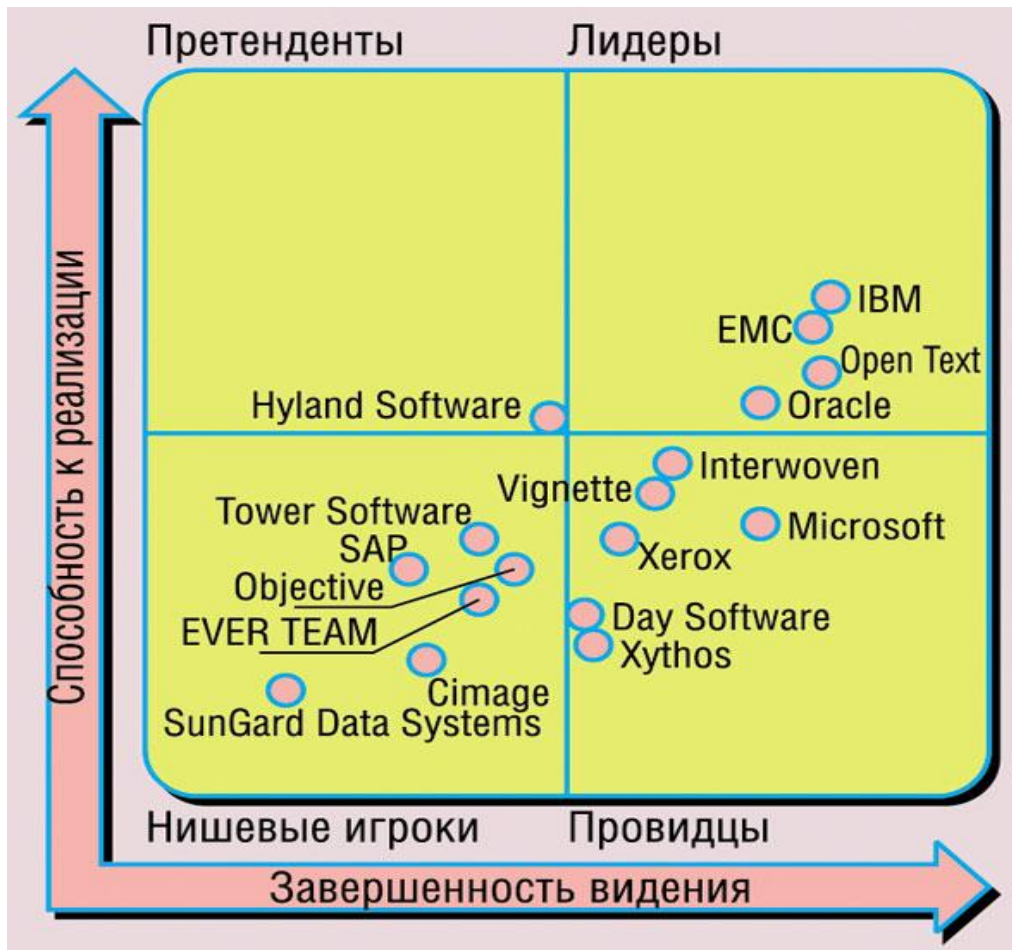 Претенденты
Лидеры
Способность к реализации
IBM
EMC
Open Text
Hyland Software
Oracle
Interwoven
Vignette
Tower Software
Microsoft
SAP
Xerox
Objective
EVER TEAM
Day Software
Xythos
Cimage
SunGard Data Systems
Нишевые игроки
Провидцы
Завершенность видения